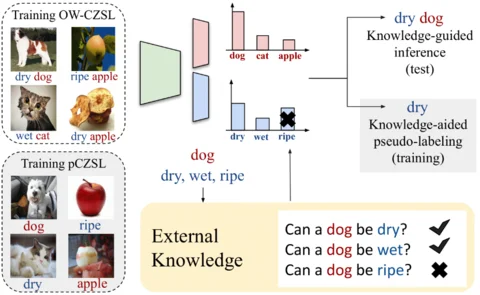 Training OW-CZSL
dry dog
ripe apple
wet cat
dry apple
Training pCZSL
dog
ripe
dry
apple
dog cat apple
dry wet ripe
dog
dry, wet, ripe
External
Knowledge
Can a dog be dry?
Can a dog be wet?
Can a dog be ripe?
dry dog
Knowledge-guided
inference
(test)
dry
Knowledge-aided
pseudo-labeling
(training)